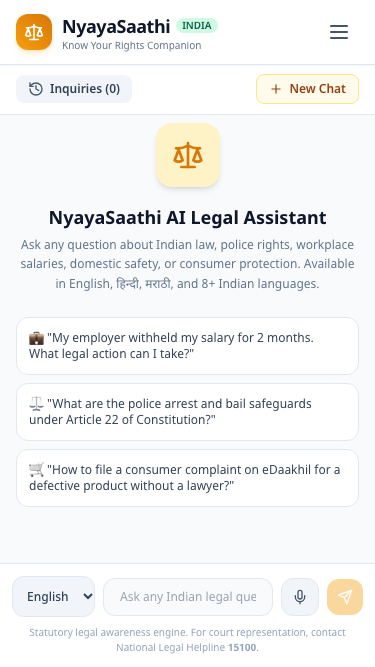 NyayaSaathi INDIA
Know Your Rights Companion
Inquiries (0)
New Chat
NyayaSaathi AI Legal Assistant
Ask any question about Indian law, police rights, workplace
salaries, domestic safety, or consumer protection. Available
in English, हिन्दी, मराठी, and 8+ Indian languages.
"My employer withheld my salary for 2 months.
What legal action can I take?"
"What are the police arrest and bail safeguards
under Article 22 of Constitution?"
"How to file a consumer complaint on eDaakhil for a
defective product without a lawyer?"
English
Ask any Indian legal que
Statutory legal awareness engine. For court representation, contact
National Legal Helpline 15100.